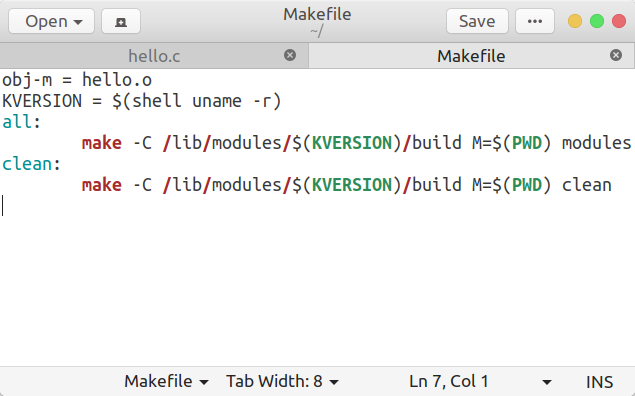 Open Makefile Save ...
~/
hello.c Makefile
obj-m = hello.o
KVERSION = $(shell uname -r)
all:
        make -C /lib/modules/$(KVERSION)/build M=$(PWD) modules
clean:
        make -C /lib/modules/$(KVERSION)/build M=$(PWD) clean
Makefile Tab Width: 8 Ln 7, Col 1 INS